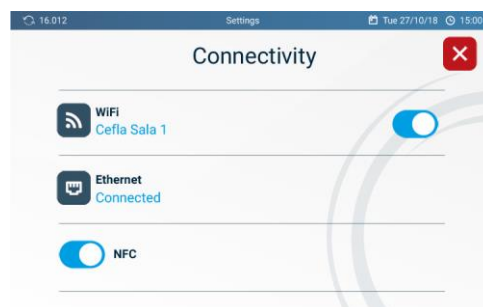 16.012 Settings Tue 27/10/18 15:00
Connectivity
WiFi
Cefla Sala 1
Ethernet
Connected
NFC